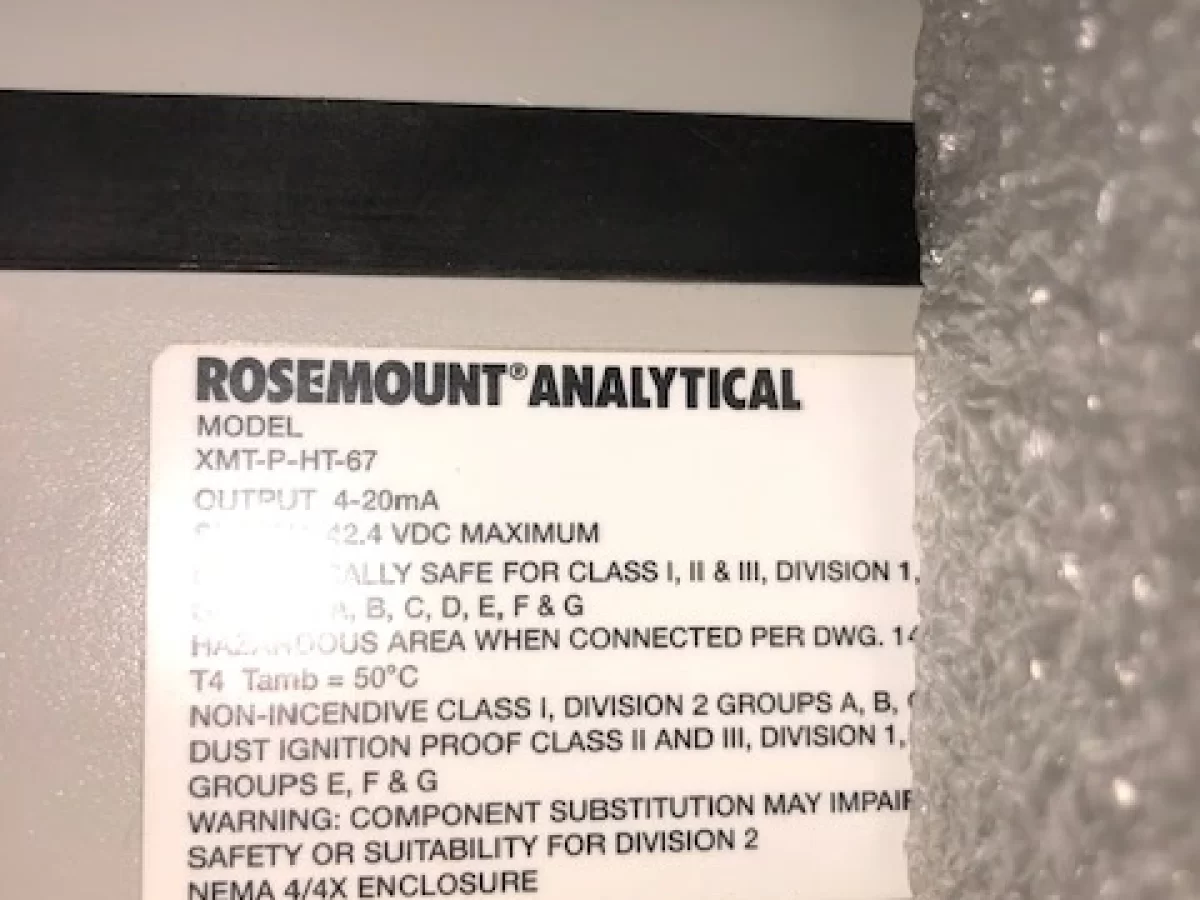 ROSEMOUNT® ANALYTICAL
MODEL
XMT-P-HT-67
OUTPUT 4-20mA
42.4 VDC MAXIMUM
SAFE FOR CLASS I, II & III, DIVISION 1,
A, B, C, D, E, F & G
HAZARDOUS AREA WHEN CONNECTED PER DWG. 14
T4 Tamb = 50°C
NON-INCENDIVE CLASS I, DIVISION 2 GROUPS A, B,
DUST IGNITION PROOF CLASS II AND III, DIVISION 1,
GROUPS E, F & G
WARNING: COMPONENT SUBSTITUTION MAY IMPAIR
SAFETY OR SUITABILITY FOR DIVISION 2
NEMA 4/4X ENCLOSURE